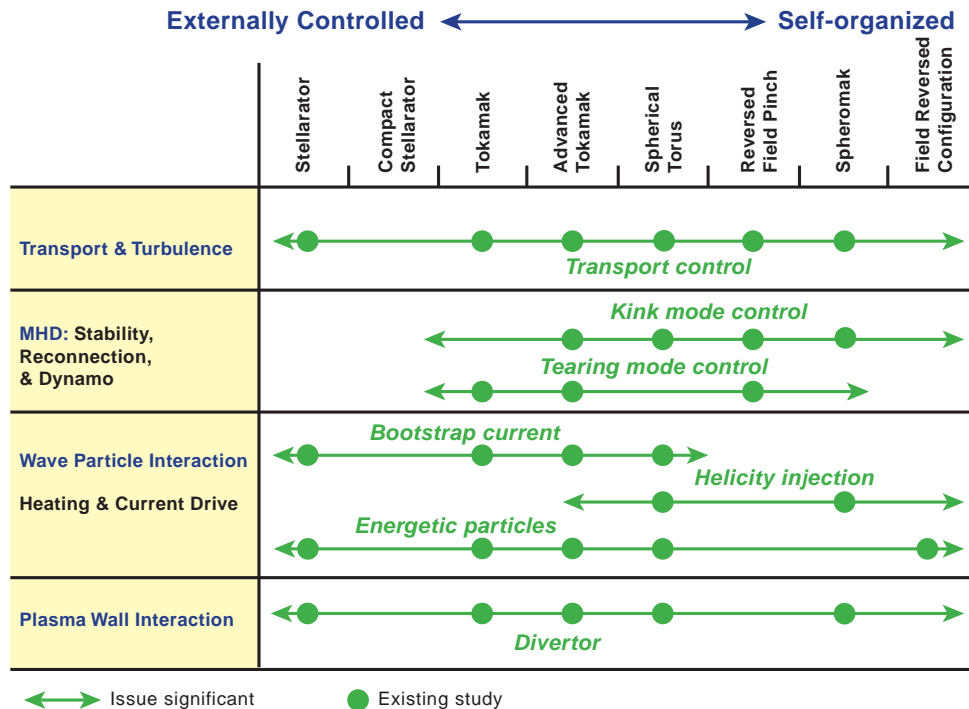 Externally Controlled
Self-organized
Stellarator
Compact
Stellarator
Tokamak
Advanced
Tokamak
Spherical
Torus
Reversed
Field Pinch
Spheromak
Field Reversed
Configuration
Transport & Turbulence
Transport control
MHD: Stability,
Reconnection,
& Dynamo
Kink mode control
Tearing mode control
Wave Particle Interaction
Heating & Current Drive
Bootstrap current
Helicity injection
Energetic particles
Plasma Wall Interaction
Divertor
Issue significant
Existing study